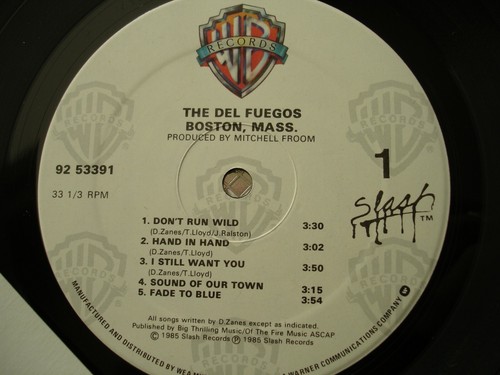 WB
RECORDS
THE DEL FUEGOS
BOSTON, MASS.
PRODUCED BY MITCHELL FROOM
92 53391
33 1/3 RPM
1
Slash TM
1. DON'T RUN WILD 3:30
(D.Zanes/T.Lloyd/J.Ralston)
2. HAND IN HAND 3:02
(D.Zanes/T.Lloyd)
3. I STILL WANT YOU 3:50
(D.Zanes/T.Lloyd)
4. SOUND OF OUR TOWN 3:15
5. FADE TO BLUE 3:54
All songs written by D.Zanes except as indicated.
Published by Big Thrilling Music/Of The Fire Music ASCAP
© 1985 Slash Records ℗ 1985 Slash Records
MANUFACTURED AND DISTRIBUTED BY WEA
A WARNER COMMUNICATIONS COMPANY